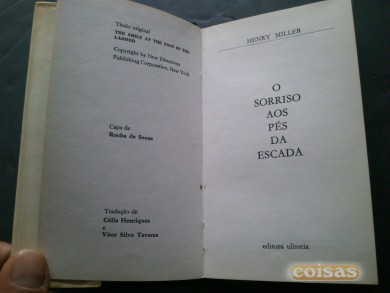 Título original
THE SMILE AT THE FOOT OF THE
LADDER
Copyright by New Directions
Publishing Corporation, New York
Capa de
Rocha de Sousa
Tradução de
Célia Henriques
e
Vitor Silva Tavares
HENRY MILLER
O
SORRISO
AOS
PÉS
DA
ESCADA
editora ulisseia
coisas